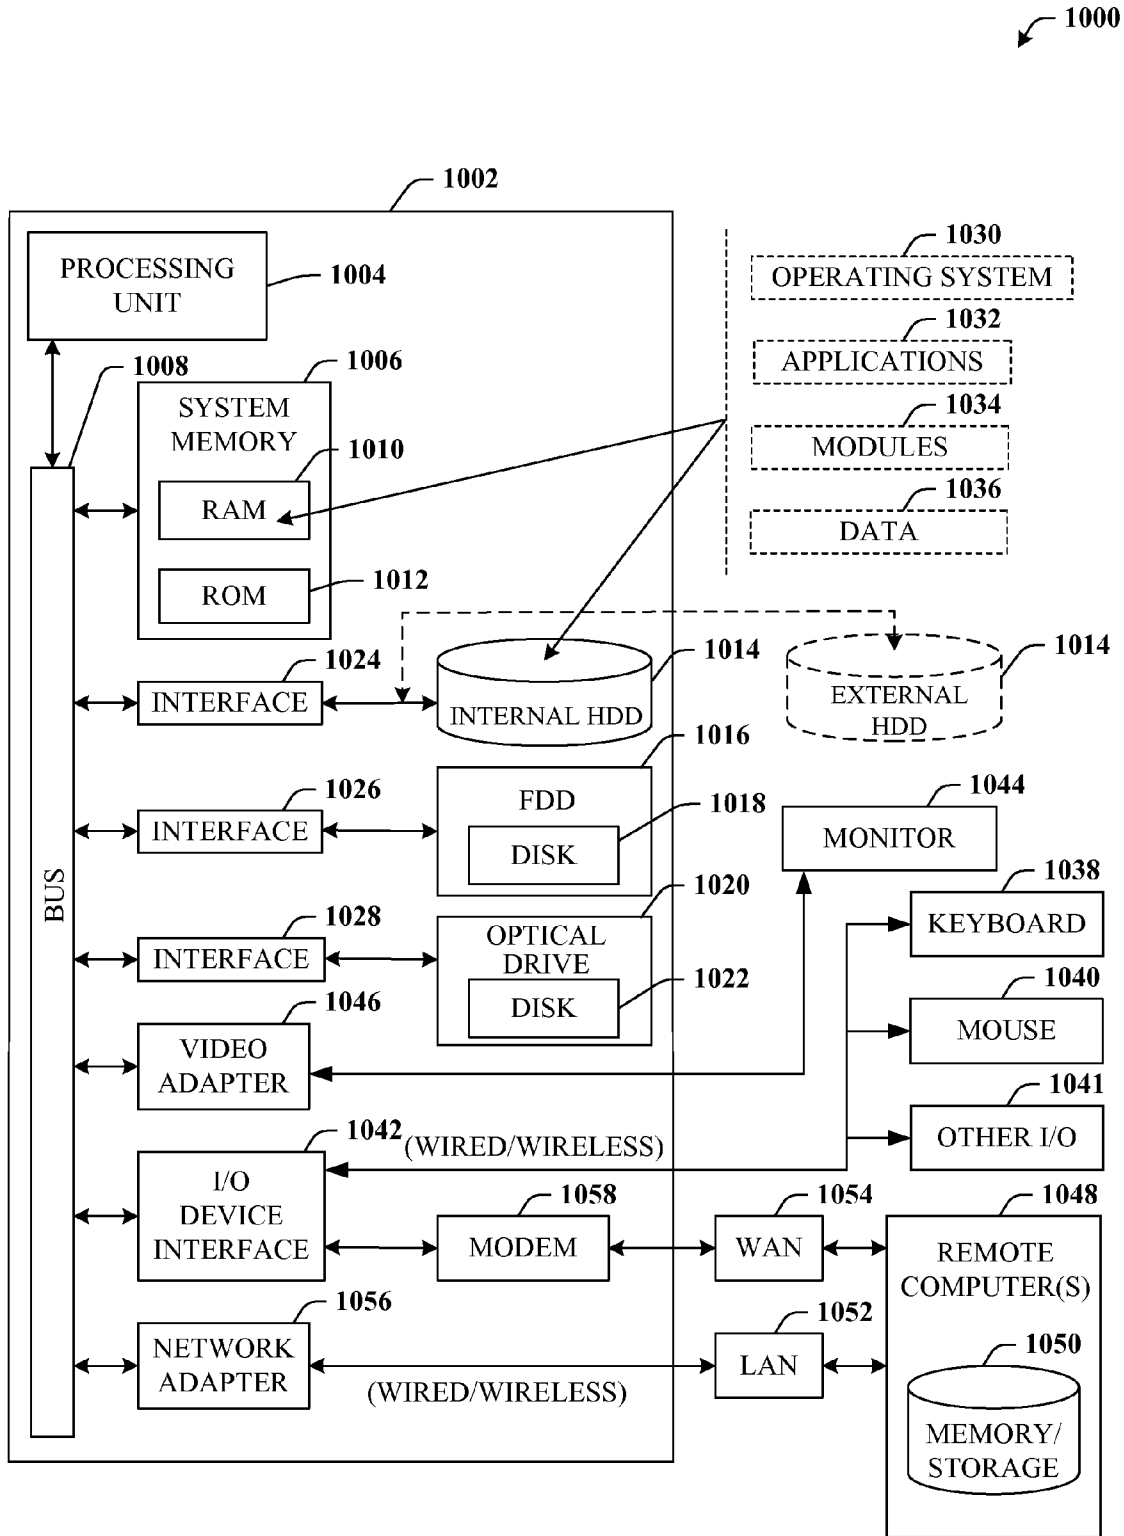 1000
1002
PROCESSING
UNIT
1004
1030
OPERATING SYSTEM
1032
APPLICATIONS
1034
MODULES
1036
DATA
1008
1006
SYSTEM
MEMORY
1010
RAM
1012
ROM
BUS
1024
INTERFACE
1014
INTERNAL HDD
1014
EXTERNAL
HDD
1026
INTERFACE
1016
FDD
1018
DISK
1044
MONITOR
1028
INTERFACE
1020
OPTICAL
DRIVE
1022
DISK
1038
KEYBOARD
1040
MOUSE
1041
OTHER I/O
1046
VIDEO
ADAPTER
1042
(WIRED/WIRELESS)
I/O
DEVICE
INTERFACE
1058
MODEM
1054
WAN
1048
REMOTE
COMPUTER(S)
1056
NETWORK
ADAPTER
(WIRED/WIRELESS)
1052
LAN
1050
MEMORY/
STORAGE